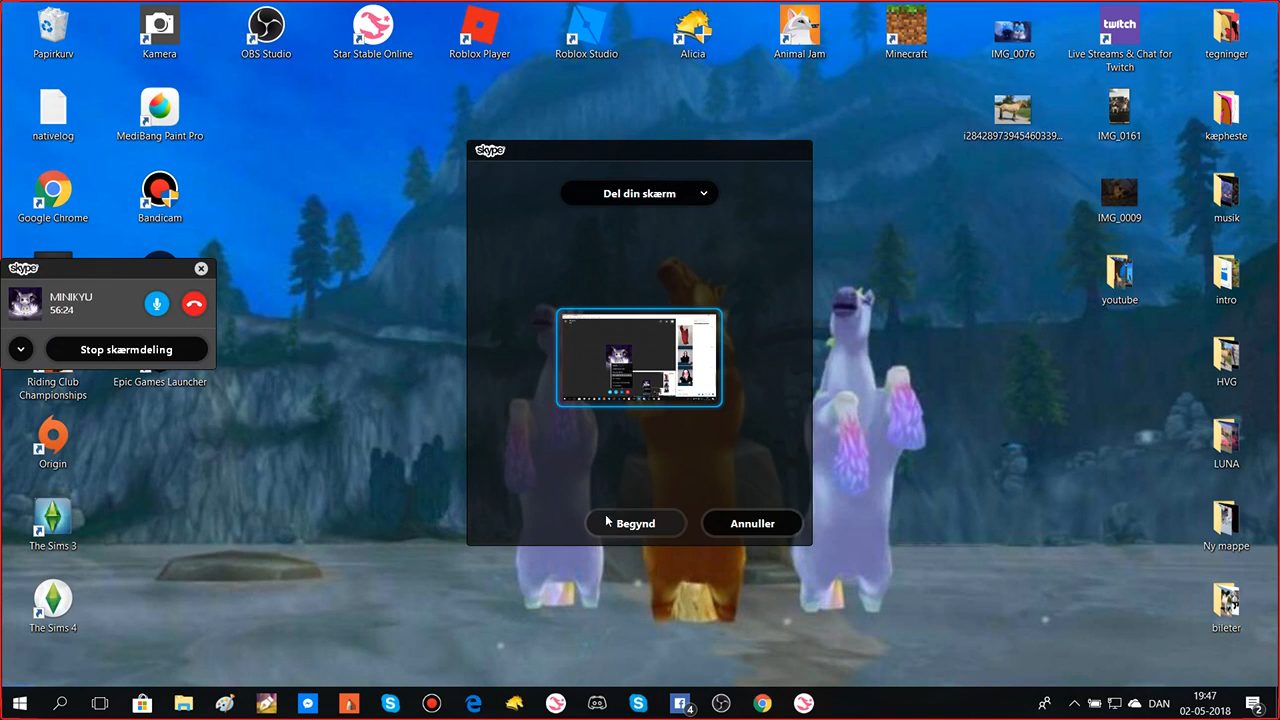 Papirkurv
Kamera
OBS Studio
Star Stable Online
Roblox Player
Roblox Studio
Alicia
Animal Jam
Minecraft
IMG_0076
twitch
Live Streams & Chat for
Twitch
tegninger
nativelog
MediBang Paint Pro
i28428973945460339...
IMG_0161
kæpheste
Google Chrome
Bandicam
IMG_0009
musik
skype
Del din skærm
skype
MINIKYU
56:24
Stop skærmdeling
youtube
intro
Riding Club
Championships
Epic Games Launcher
HVG
Origin
LUNA
The Sims 3
Begynd
Annuller
Ny mappe
The Sims 4
bileter
4
DAN
19:47
02-05-2018
2